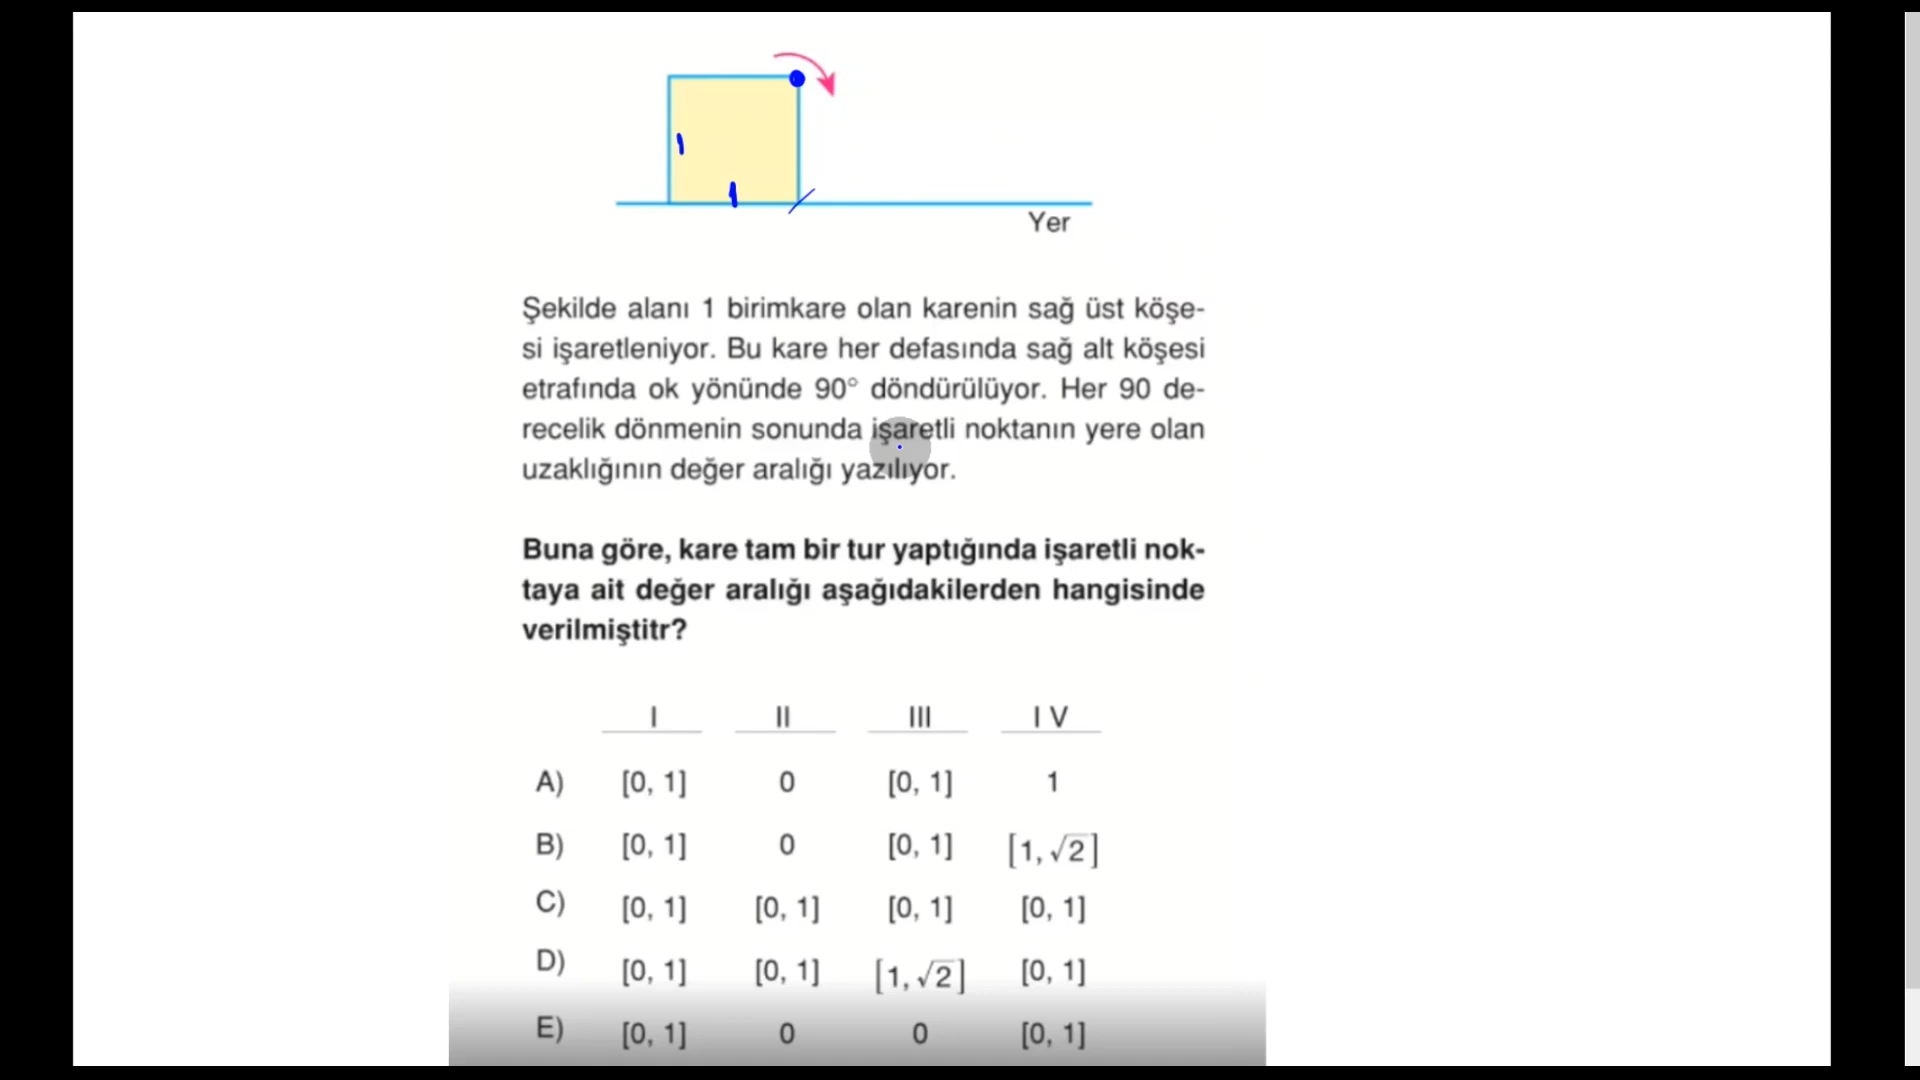 1
1
Yer
Şekilde alanı 1 birimkare olan karenin sağ üst köşe-
si işaretleniyor. Bu kare her defasında sağ alt köşesi
etrafında ok yönünde 90° döndürülüyor. Her 90 de-
recelik dönmenin sonunda işaretli noktanın yere olan
uzaklığının değer aralığı yazılıyor.
Buna göre, kare tam bir tur yaptığında işaretli nok-
taya ait değer aralığı aşağıdakilerden hangisinde
verilmiştitr?
I II III I V
A) [0, 1] 0 [0, 1] 1
B) [0, 1] 0 [0, 1] [1, √2]
C) [0, 1] [0, 1] [0, 1] [0, 1]
D) [0, 1] [0, 1] [1, √2] [0, 1]
E) [0, 1] 0 0 [0, 1]